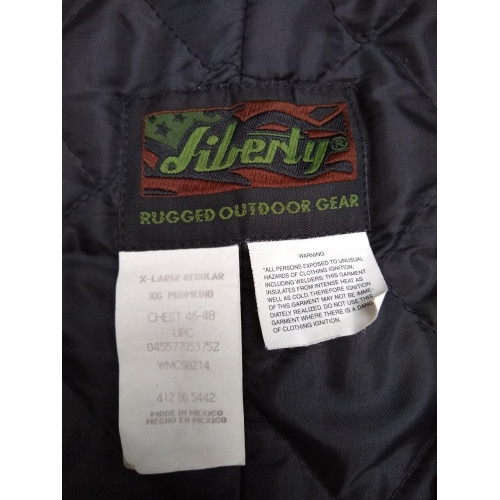 Liberty®
RUGGED OUTDOOR GEAR
X-LARGE REGULAR
XG PROMEDIO
CHEST 46-48
UPC
045577053752
WMC90214
412 00 5442
MADE IN MEXICO
HECHO EN MEXICO
WARNING
"ALL PERSONS EXPOSED TO UNUSUAL
HAZARDS OF CLOTHING IGNITION,
INCLUDING WELDERS: THIS GARMENT
INSULATES FROM INTENSE HEAT AS
WELL AS COLD. THEREFORE IGNITION
OF THIS GARMENT MAY NOT BE IMME-
DIATELY REALIZED. DO NOT USE THIS
GARMENT WHERE THERE IS A DANG
OF CLOTHING IGNITION.